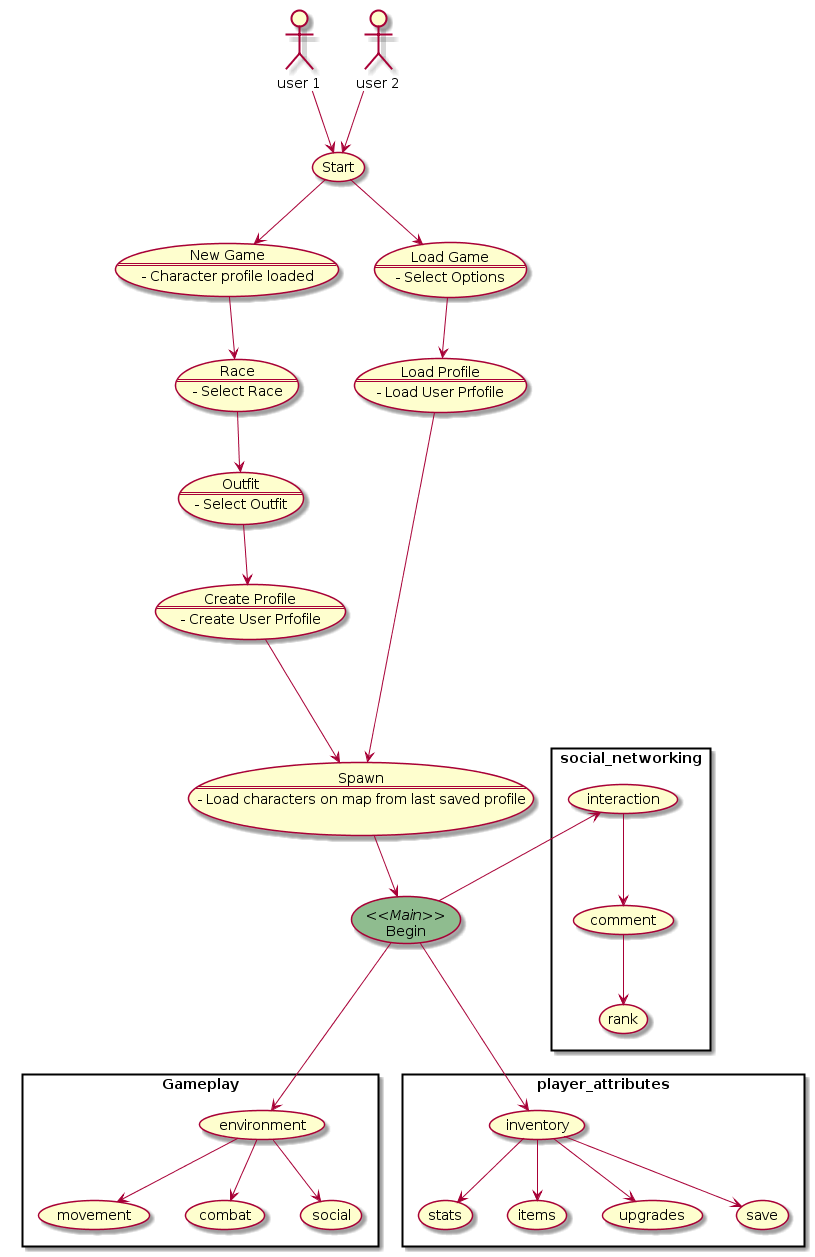 user 1
user 2
Start
New Game
- Character profile loaded
Load Game
- Select Options
Race
- Select Race
Load Profile
- Load User Prfofile
Outfit
- Select Outfit
Create Profile
- Create User Prfofile
Spawn
- Load characters on map from last saved profile
social_networking
interaction
comment
rank
<<Main>>
Begin
Gameplay
environment
movement
combat
social
player_attributes
inventory
stats
items
upgrades
save